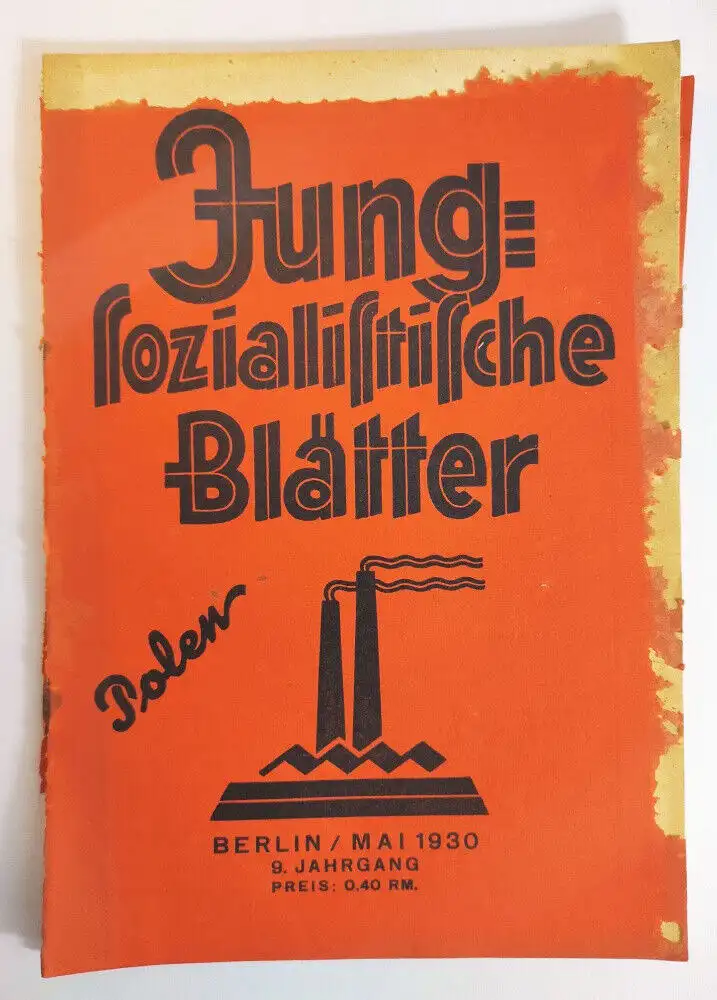 Jung=
ſozialiſtiſche
Blätter
Polen
BERLIN / MAI 1930
9. JAHRGANG
PREIS: 0.40 RM.